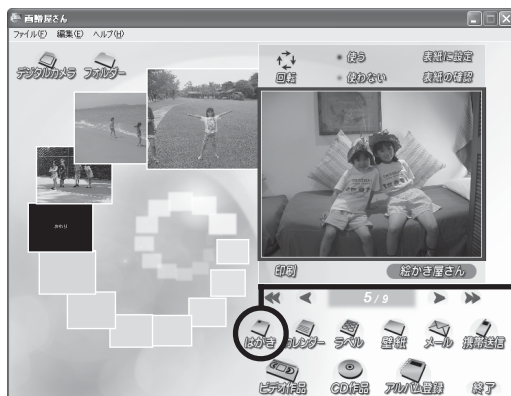 画廊屋さん
ファイル(F) 編集(E) ヘルプ(H)
デジタルカメラ フォルダー
回転
使う
使わない
表紙に設定
表紙の確認
おわり
印刷
絵かき屋さん
5/9
はがき カレンダー ラベル 壁紙 メール 携帯送信
ビデオ作品 CD作品 アルバム登録 終了